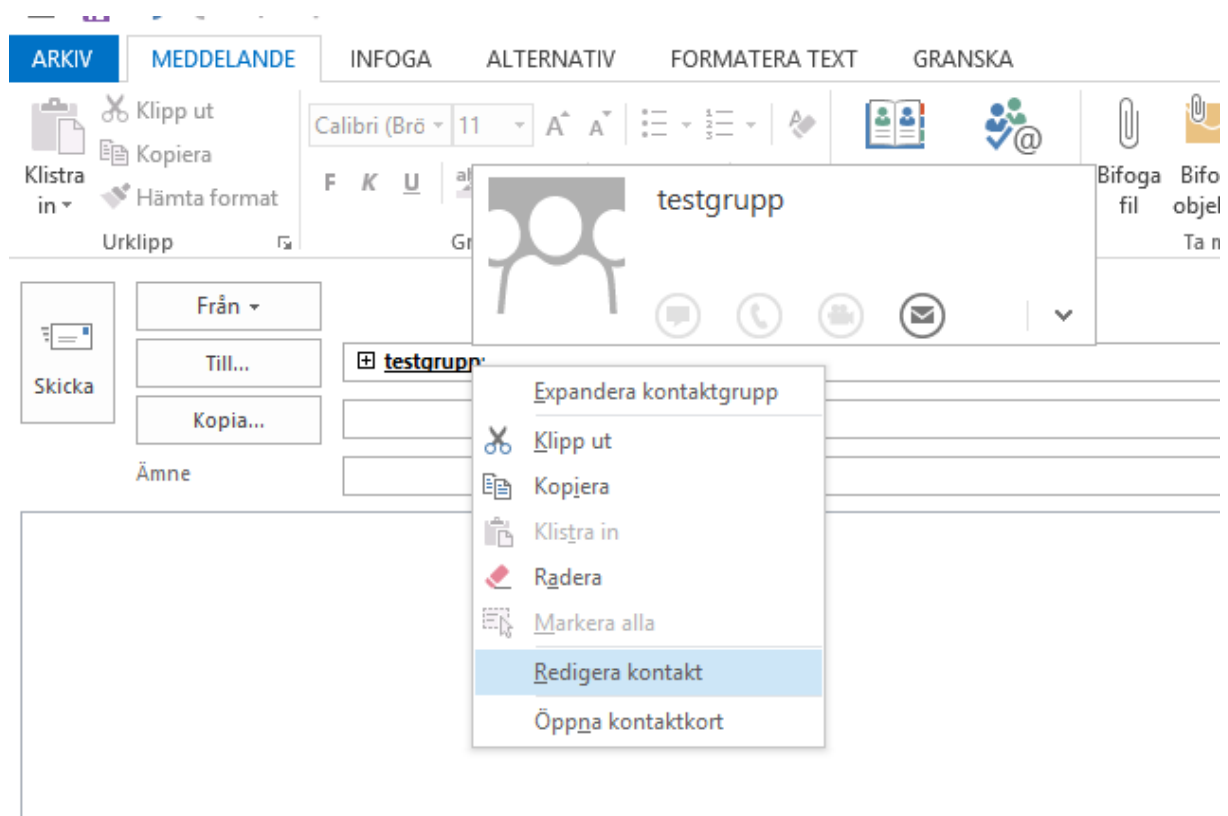 ARKIV MEDDELANDE INFOGA ALTERNATIV FORMATERA TEXT GRANSKA
Klipp ut
Kopiera
Hämta format
Klistra
in
Urklipp
Calibri (Brö 11
F K U
testgrupp
Bifoga
fil
Skicka
Från
Till...
testgrupp;
Kopia...
Ämne
Expandera kontaktgrupp
Klipp ut
Kopiera
Klistra in
Radera
Markera alla
Redigera kontakt
Öppna kontaktkort